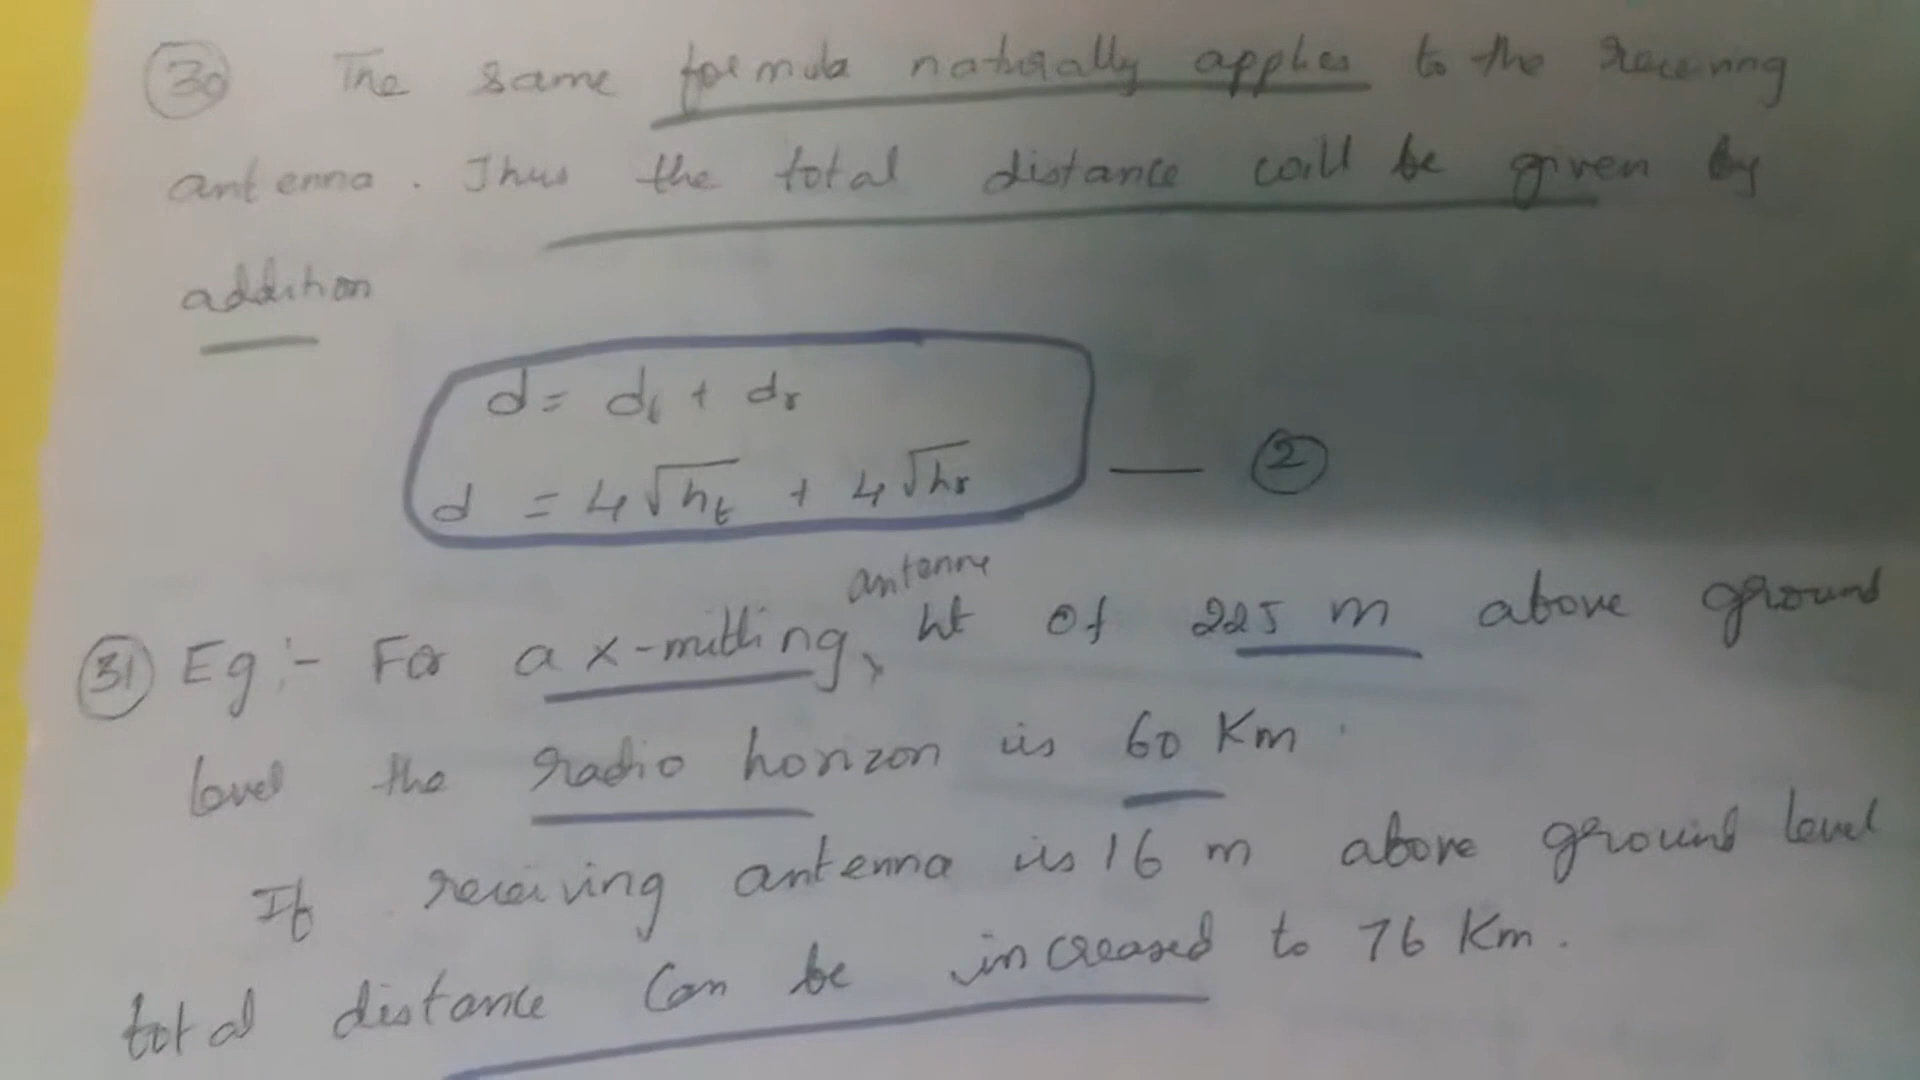 30 The same formula naturally applies to the receiving
antenna. Thus the total distance will be given by
addition
d = dt + dr
d = 4√ht + 4√hr — 2
antenne
31 Eg:- For a x-mitting, ht of 225 m above ground
level the radio horizon is 60 Km.
If receiving antenna is 16 m above ground level
total distance can be increased to 76 Km.